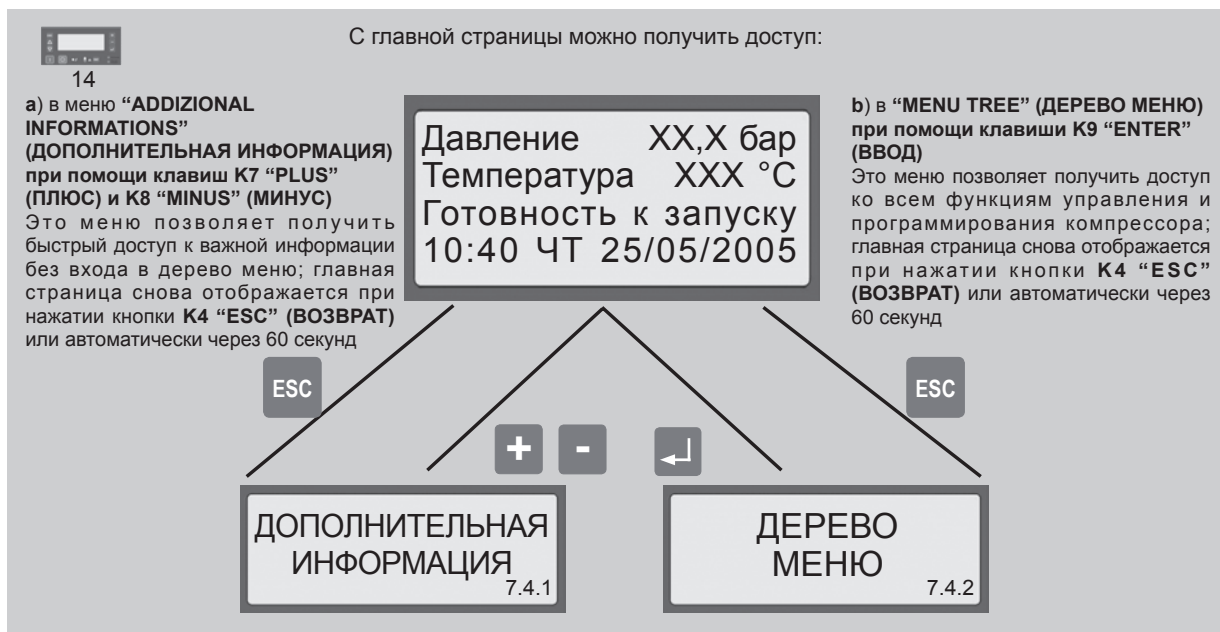 С главной страницы можно получить доступ:
14
a) в меню “ADDIZIONAL
INFORMATIONS”
(ДОПОЛНИТЕЛЬНАЯ ИНФОРМАЦИЯ)
при помощи клавиш K7 “PLUS”
(ПЛЮС) и K8 “MINUS” (МИНУС)
Это меню позволяет получить
быстрый доступ к важной информации
без входа в дерево меню; главная
страница снова отображается при
нажатии кнопки K4 “ESC” (ВОЗВРАТ)
или автоматически через 60 секунд
Давление XX,X бар
Температура XXX °C
Готовность к запуску
10:40 ЧТ 25/05/2005
b) в “MENU TREE” (ДЕРЕВО МЕНЮ)
при помощи клавиши K9 “ENTER”
(ВВОД)
Это меню позволяет получить доступ
ко всем функциям управления и
программирования компрессора;
главная страница снова отображается
при нажатии кнопки K4 “ESC”
(ВОЗВРАТ) или автоматически через
60 секунд
ESC
ESC
+ -
ДОПОЛНИТЕЛЬНАЯ
ИНФОРМАЦИЯ
7.4.1
ДЕРЕВО
МЕНЮ
7.4.2